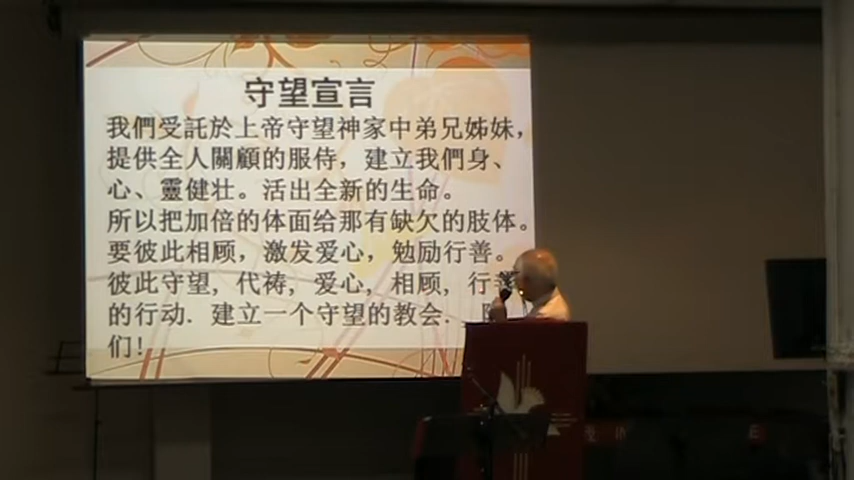 守望宣言
我們受託於上帝守望神家中弟兄姊妹，
提供全人關顧的服侍，建立我們身、
心、靈健壮。活出全新的生命。
所以把加倍的体面给那有缺欠的肢体。
要彼此相顾，激发爱心，勉励行善。
彼此守望, 代祷, 爱心, 相顾, 行善
的行动. 建立一个守望的教会.
们!
E